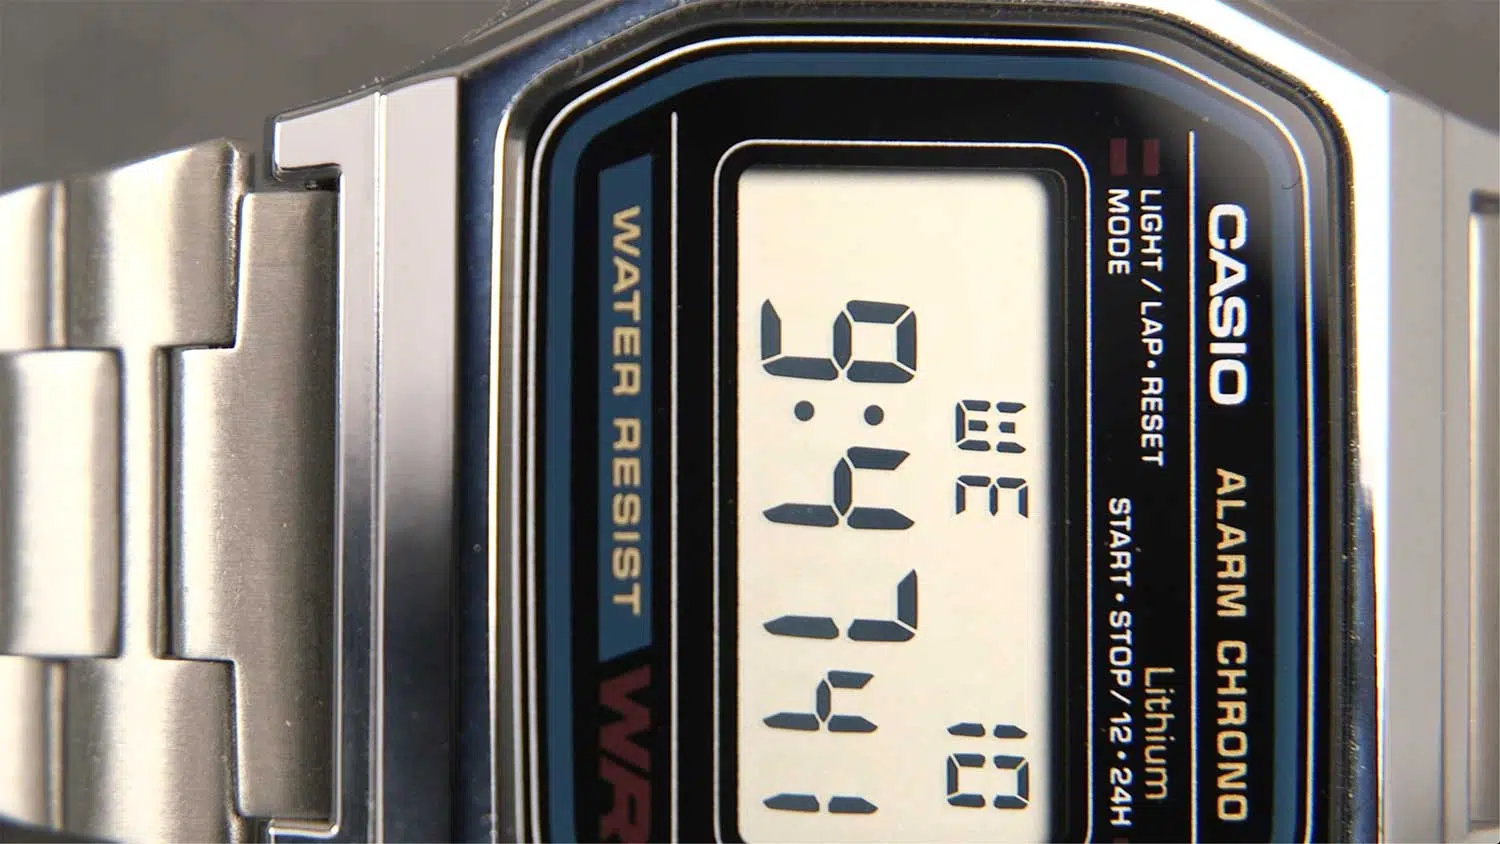 CASIO ALARM CHRONO
LIGHT / LAP • RESET Lithium
MODE START • STOP / 12 • 24H
WE 10
9:47 41
WATER RESIST WR